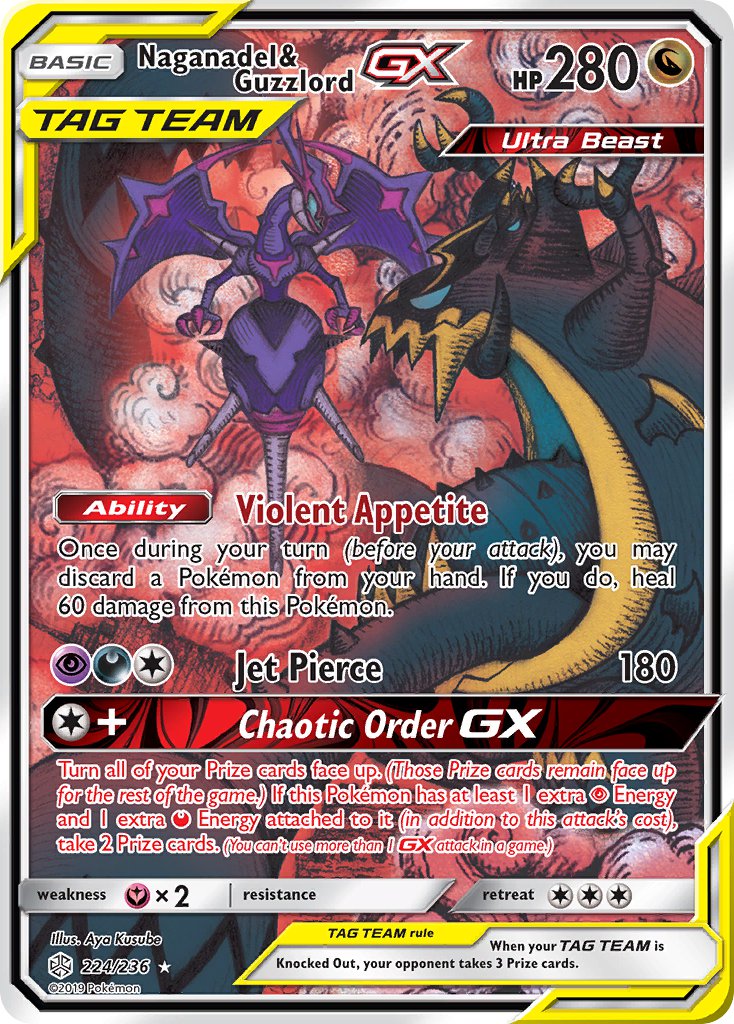 BASIC
Naganadel&
Guzzlord GX
HP 280
TAG TEAM
Ultra Beast
Ability Violent Appetite
Once during your turn (before your attack), you may
discard a Pokémon from your hand. If you do, heal
60 damage from this Pokémon.
Jet Pierce 180
+ Chaotic Order GX
Turn all of your Prize cards face up. (Those Prize cards remain face up
for the rest of the game.) If this Pokémon has at least 1 extra Energy
and 1 extra Energy attached to it (in addition to this attack's cost),
take 2 Prize cards. (You can't use more than 1 GX attack in a game.)
weakness ×2 resistance retreat
Illus. Aya Kusube
224/236
©2019 Pokémon
TAG TEAM rule
When your TAG TEAM is
Knocked Out, your opponent takes 3 Prize cards.